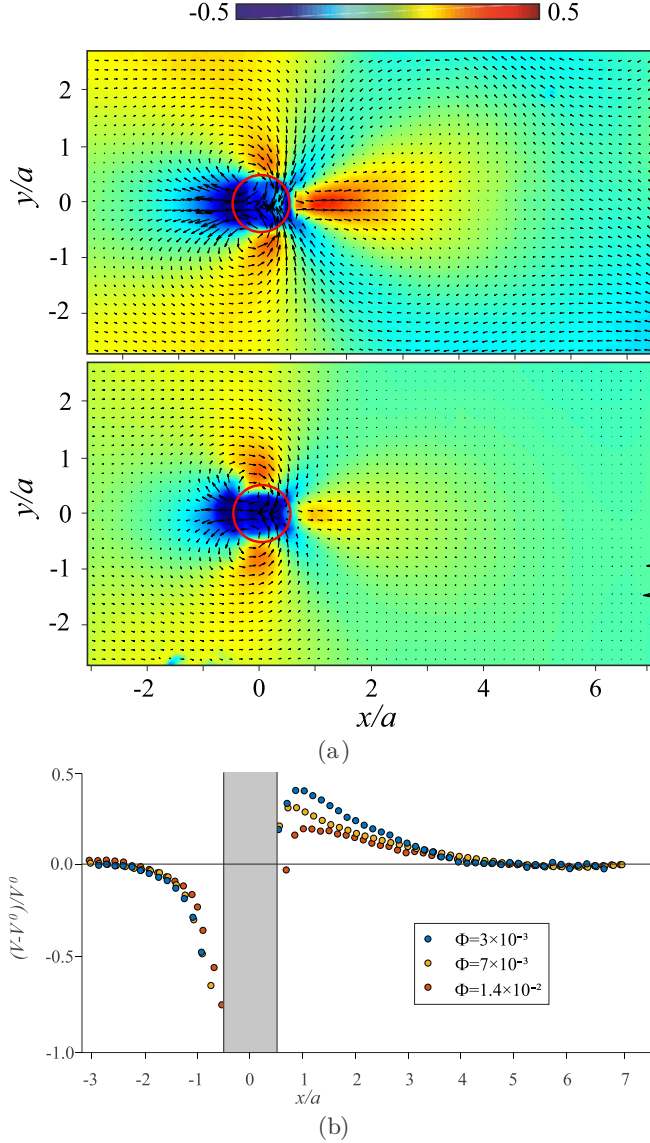 -0.5 0.5
2
1
0
-1
-2
y/a
2
1
0
-1
-2
y/a
-2 0 2 4 6
x/a
(a)
0.5
0.0
-0.5
-1.0
(V-V⁰)/V⁰
Φ=3×10⁻³
Φ=7×10⁻³
Φ=1.4×10⁻²
-3 -2 -1 0 1 2 3 4 5 6 7
x/a
(b)